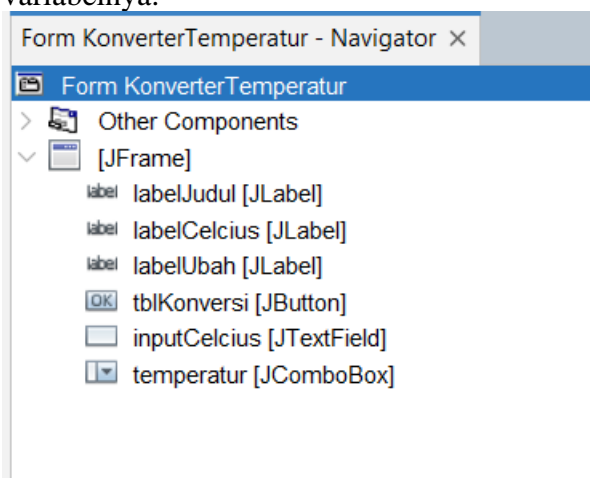 variabelnya.
Form KonverterTemperatur - Navigator ×
Form KonverterTemperatur
Other Components
[JFrame]
label labelJudul [JLabel]
label labelCelcius [JLabel]
label labelUbah [JLabel]
OK tblKonversi [JButton]
inputCelcius [JTextField]
temperatur [JComboBox]